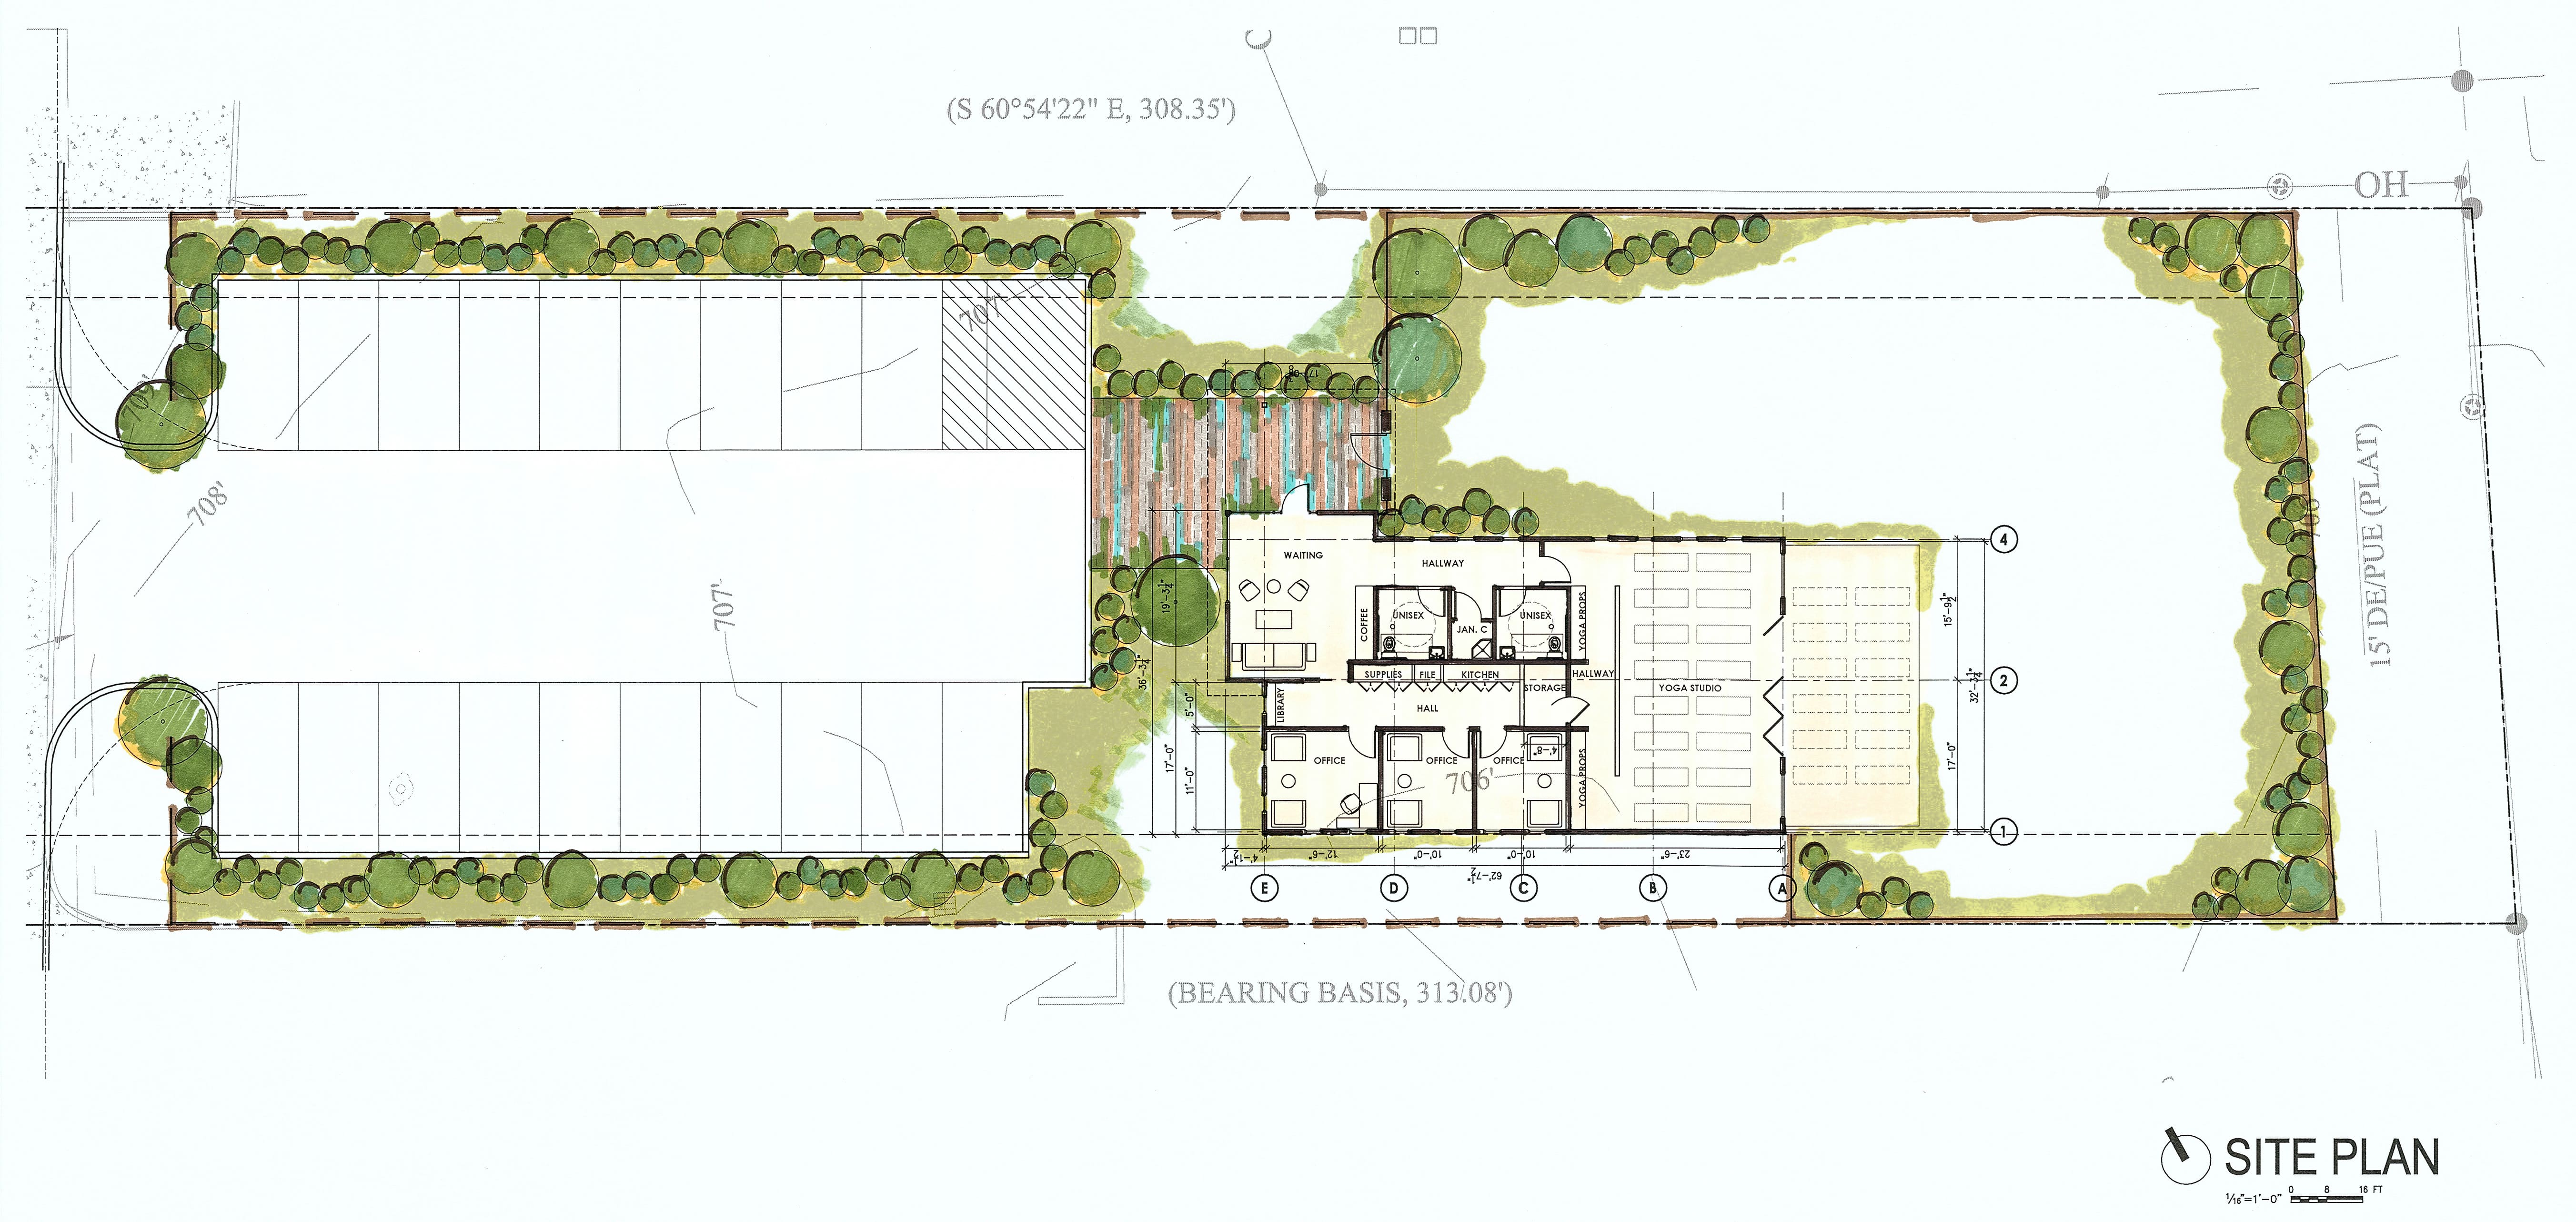 (S 60°54'22" E, 308.35')
OH
707'
709'
17'-0"
708'
15' DE/PUE (PLAT)
4
WAITING
HALLWAY
19'-3¼"
15'-9½"
UNISEX
JAN. C
UNISEX
COFFEE
YOGA PROPS
707'
36'-3¼"
SUPPLIES
FILE
KITCHEN
HALLWAY
2
STORAGE
YOGA STUDIO
32'-3¼"
LIBRARY
5'-0"
HALL
17'-0"
17'-0"
OFFICE
OFFICE
OFFICE
4'-8"
11'-0"
706'
YOGA PROPS
1
4'-1½"
12'-6"
10'-0"
10'-0"
23'-6"
62'-7½"
E
D
C
B
A
(BEARING BASIS, 313.08')
SITE PLAN
1/16"=1'-0"
0 8 16 FT